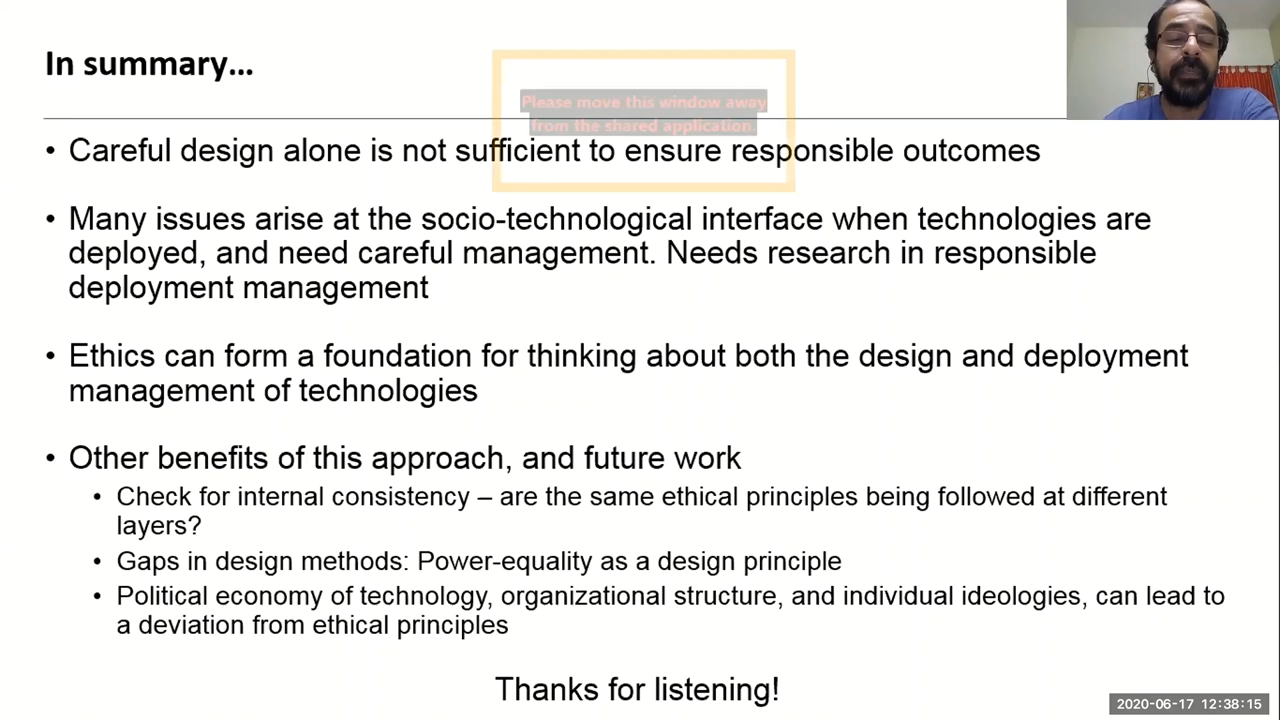 In summary...
Please move this window away
from the shared application.
• Careful design alone is not sufficient to ensure responsible outcomes
• Many issues arise at the socio-technological interface when technologies are
deployed, and need careful management. Needs research in responsible
deployment management
• Ethics can form a foundation for thinking about both the design and deployment
management of technologies
• Other benefits of this approach, and future work
• Check for internal consistency – are the same ethical principles being followed at different
layers?
• Gaps in design methods: Power-equality as a design principle
• Political economy of technology, organizational structure, and individual ideologies, can lead to
a deviation from ethical principles
Thanks for listening!
2020-06-17 12:38:15